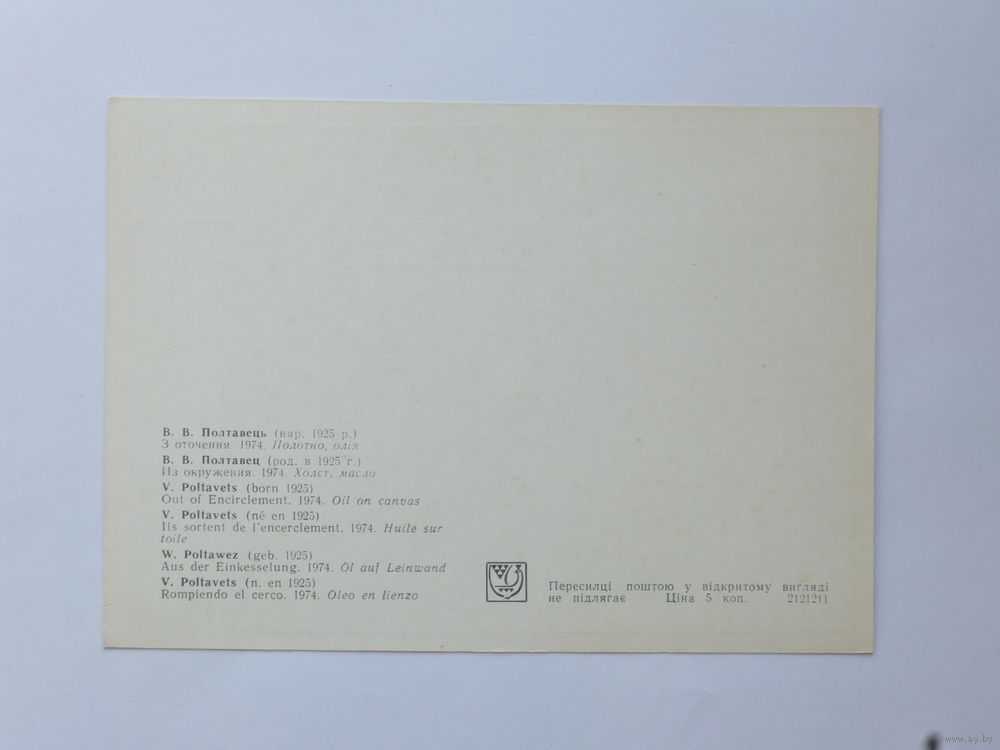 В. В. Полтавець (нар. 1925 р.)
З оточення. 1974. Полотно, олія
В. В. Полтавец (род. в 1925 г.)
Из окружения. 1974. Холст, масло
V. Poltavets (born 1925)
Out of Encirclement. 1974. Oil on canvas
V. Poltavets (né en 1925)
Ils sortent de l'encerclement. 1974. Huile sur
toile
W. Poltawez (geb. 1925)
Aus der Einkesselung. 1974. Öl auf Leinwand
V. Poltavets (n. en 1925)
Rompiendo el cerco. 1974. Oleo en lienzo
Пересилці поштою у відкритому вигляді
не підлягає Ціна 5 коп. 2121211
www.ay.by